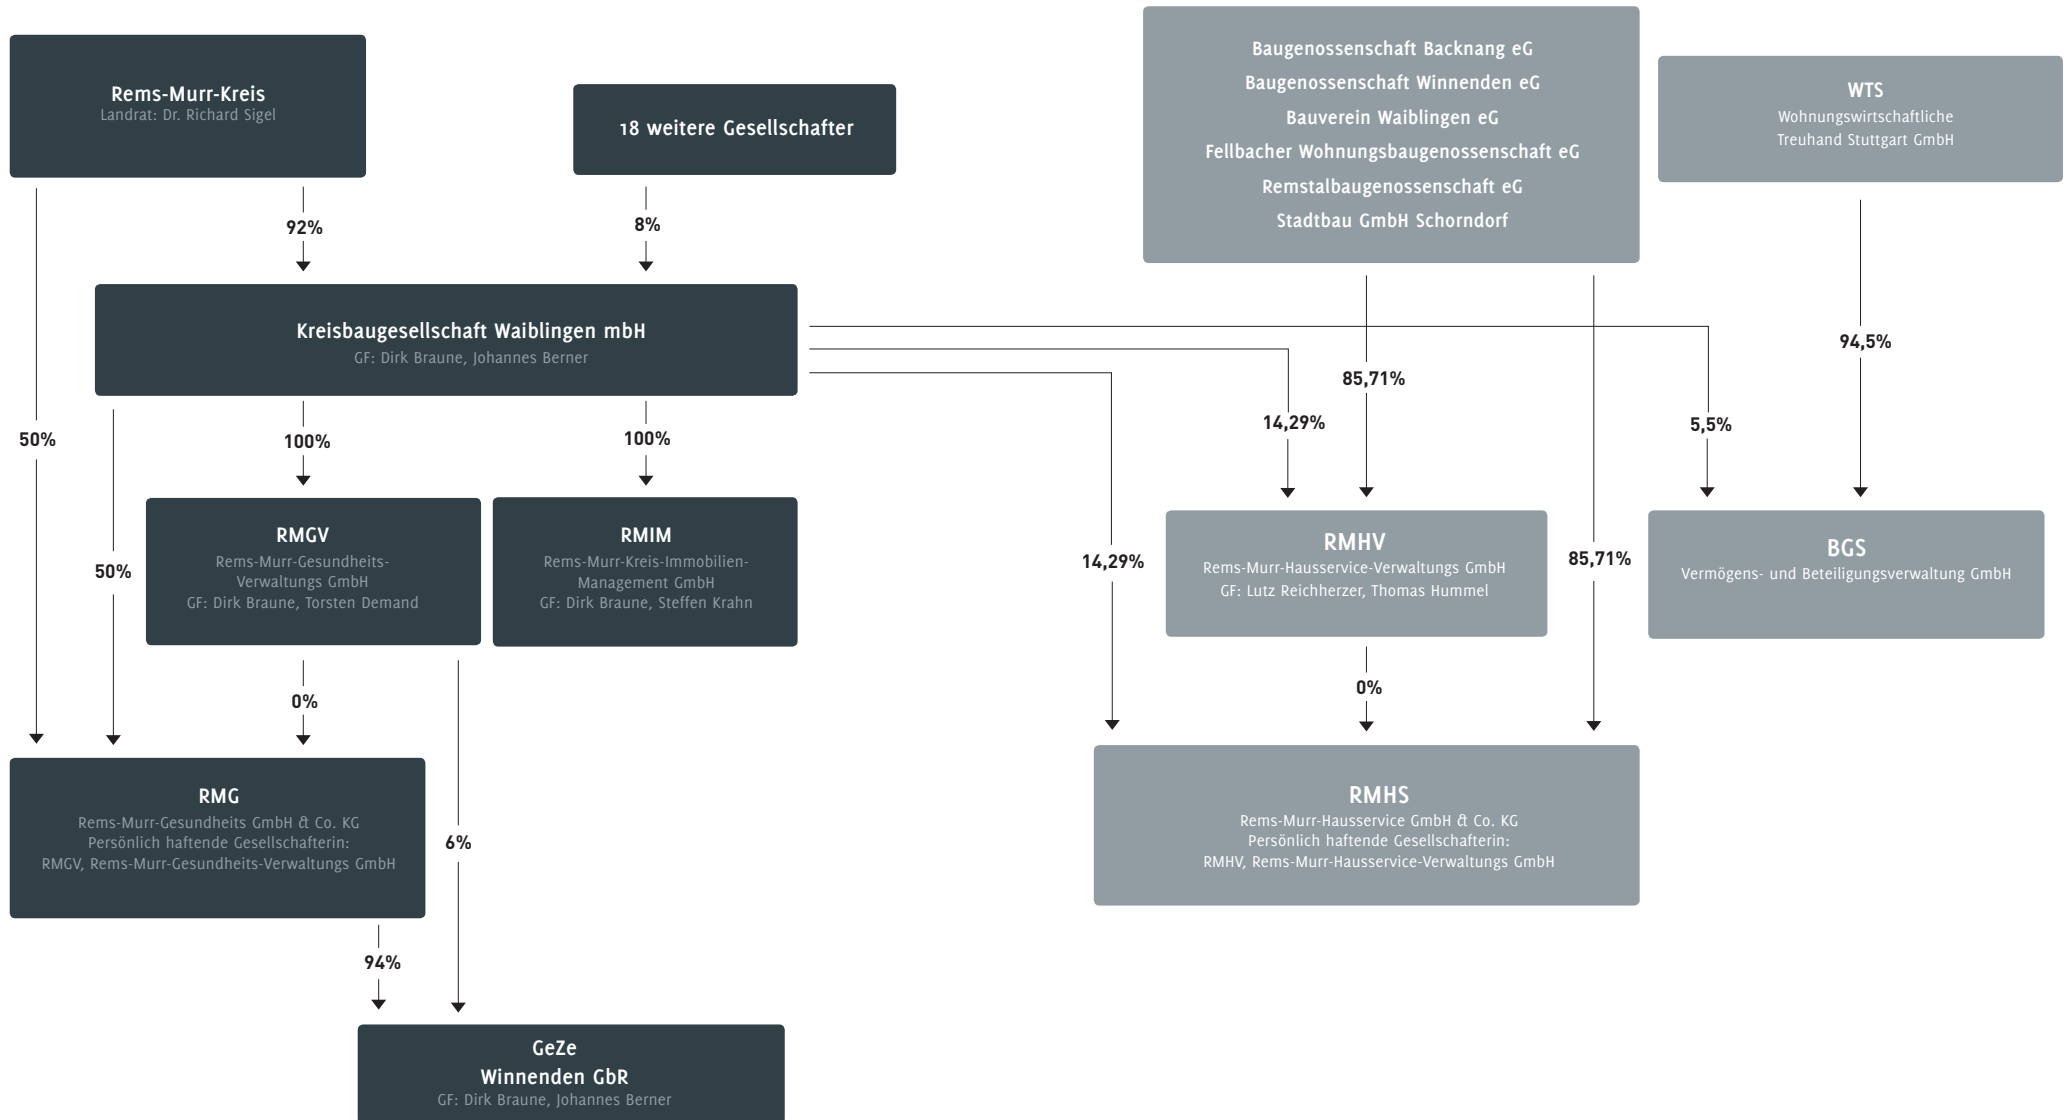 Rems-Murr-Kreis
Landrat: Dr. Richard Sigel
18 weitere Gesellschafter
Baugenossenschaft Backnang eG
Baugenossenschaft Winnenden eG
Bauverein Waiblingen eG
Fellbacher Wohnungsbaugenossenschaft eG
Remstalbaugenossenschaft eG
Stadtbau GmbH Schorndorf
WTS
Wohnungswirtschaftliche
Treuhand Stuttgart GmbH
92%
8%
Kreisbaugesellschaft Waiblingen mbH
GF: Dirk Braune, Johannes Berner
94,5%
85,71%
14,29%
5,5%
50%
100%
100%
RMGV
Rems-Murr-Gesundheits-
Verwaltungs GmbH
GF: Dirk Braune, Torsten Demand
RMIM
Rems-Murr-Kreis-Immobilien-
Management GmbH
GF: Dirk Braune, Steffen Krahn
50%
14,29%
RMHV
Rems-Murr-Hausservice-Verwaltungs GmbH
GF: Lutz Reichherzer, Thomas Hummel
85,71%
BGS
Vermögens- und Beteiligungsverwaltung GmbH
0%
0%
RMG
Rems-Murr-Gesundheits GmbH & Co. KG
Persönlich haftende Gesellschafterin:
RMGV, Rems-Murr-Gesundheits-Verwaltungs GmbH
6%
RMHS
Rems-Murr-Hausservice GmbH & Co. KG
Persönlich haftende Gesellschafterin:
RMHV, Rems-Murr-Hausservice-Verwaltungs GmbH
94%
GeZe
Winnenden GbR
GF: Dirk Braune, Johannes Berner